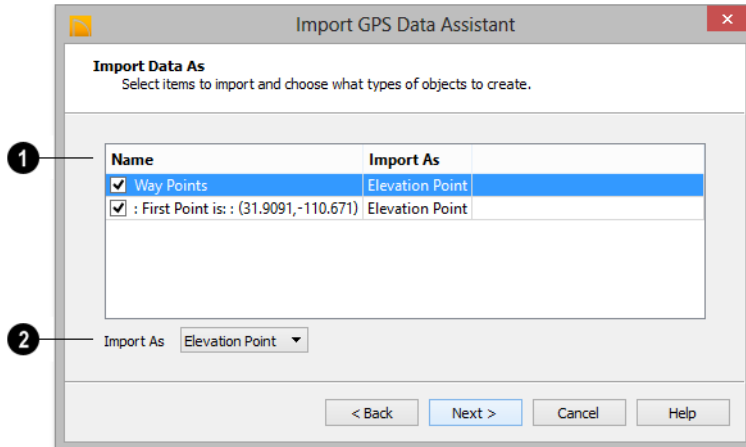 Import GPS Data Assistant
×
Import Data As
Select items to import and choose what types of objects to create.
1
Name Import As
Way Points Elevation Point
: First Point is: : (31.9091,-110.671) Elevation Point
2
Import As Elevation Point
< Back Next > Cancel Help